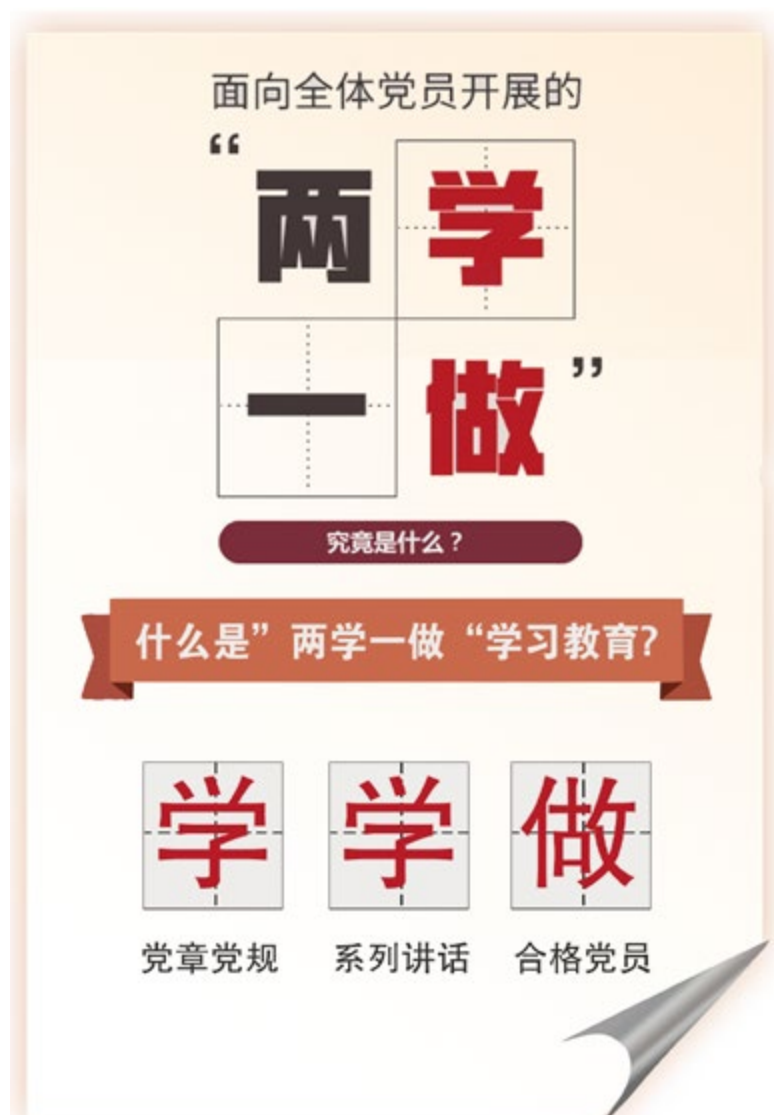 面向全体党员开展的
“两学
一做”
究竟是什么？
什么是”两学一做“学习教育?
学 学 做
党章党规 系列讲话 合格党员